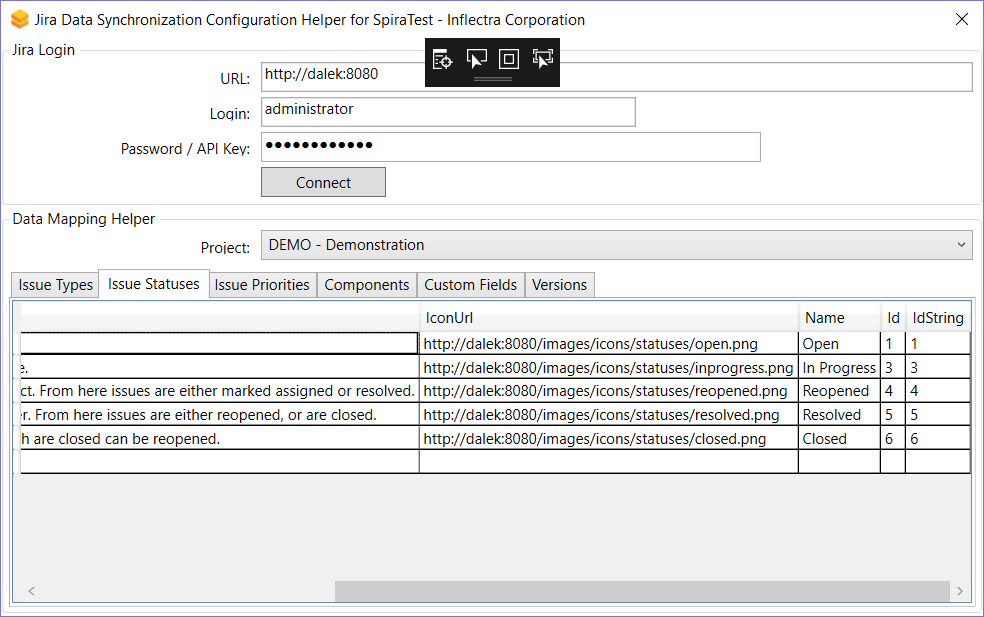 Jira Data Synchronization Configuration Helper for SpiraTest - Inflectra Corporation
Jira Login
URL: http://dalek:8080
Login: administrator
Password / API Key: ●●●●●●●●●●●●
Connect
Data Mapping Helper
Project: DEMO - Demonstration
Issue Types Issue Statuses Issue Priorities Components Custom Fields Versions
IconUrl Name Id IdString
http://dalek:8080/images/icons/statuses/open.png Open 1 1
e. http://dalek:8080/images/icons/statuses/inprogress.png In Progress 3 3
ct. From here issues are either marked assigned or resolved. http://dalek:8080/images/icons/statuses/reopened.png Reopened 4 4
er. From here issues are either reopened, or are closed. http://dalek:8080/images/icons/statuses/resolved.png Resolved 5 5
h are closed can be reopened. http://dalek:8080/images/icons/statuses/closed.png Closed 6 6